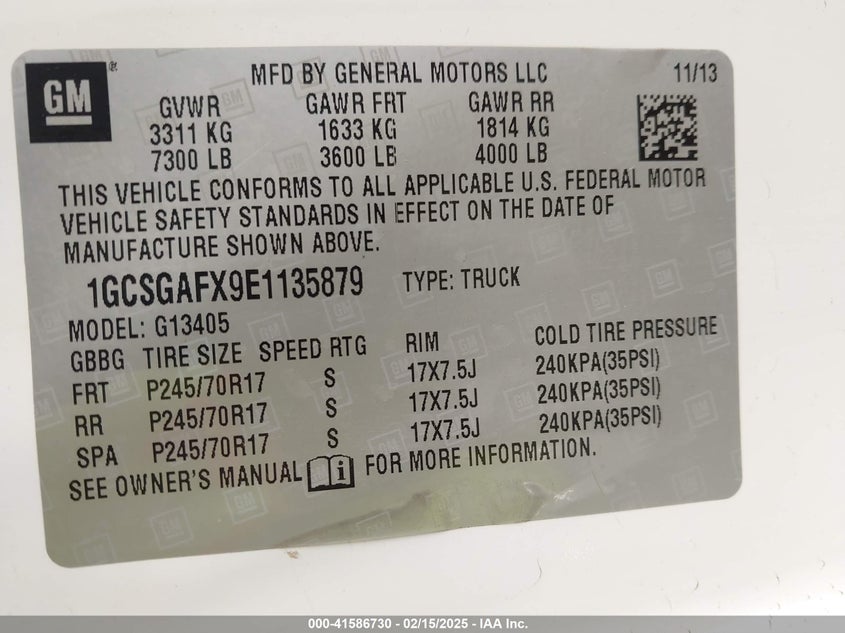 GM®
MFD BY GENERAL MOTORS LLC 11/13
GVWR GAWR FRT GAWR RR
3311 KG 1633 KG 1814 KG
7300 LB 3600 LB 4000 LB
THIS VEHICLE CONFORMS TO ALL APPLICABLE U.S. FEDERAL MOTOR
VEHICLE SAFETY STANDARDS IN EFFECT ON THE DATE OF
MANUFACTURE SHOWN ABOVE.
1GCSGAFX9E1135879 TYPE: TRUCK
MODEL: G13405
GBBG TIRE SIZE SPEED RTG RIM COLD TIRE PRESSURE
FRT P245/70R17 S 17X7.5J 240KPA(35PSI)
RR P245/70R17 S 17X7.5J 240KPA(35PSI)
SPA P245/70R17 S 17X7.5J 240KPA(35PSI)
SEE OWNER'S MANUAL i FOR MORE INFORMATION.
000-41586730 - 02/15/2025 - IAA Inc.